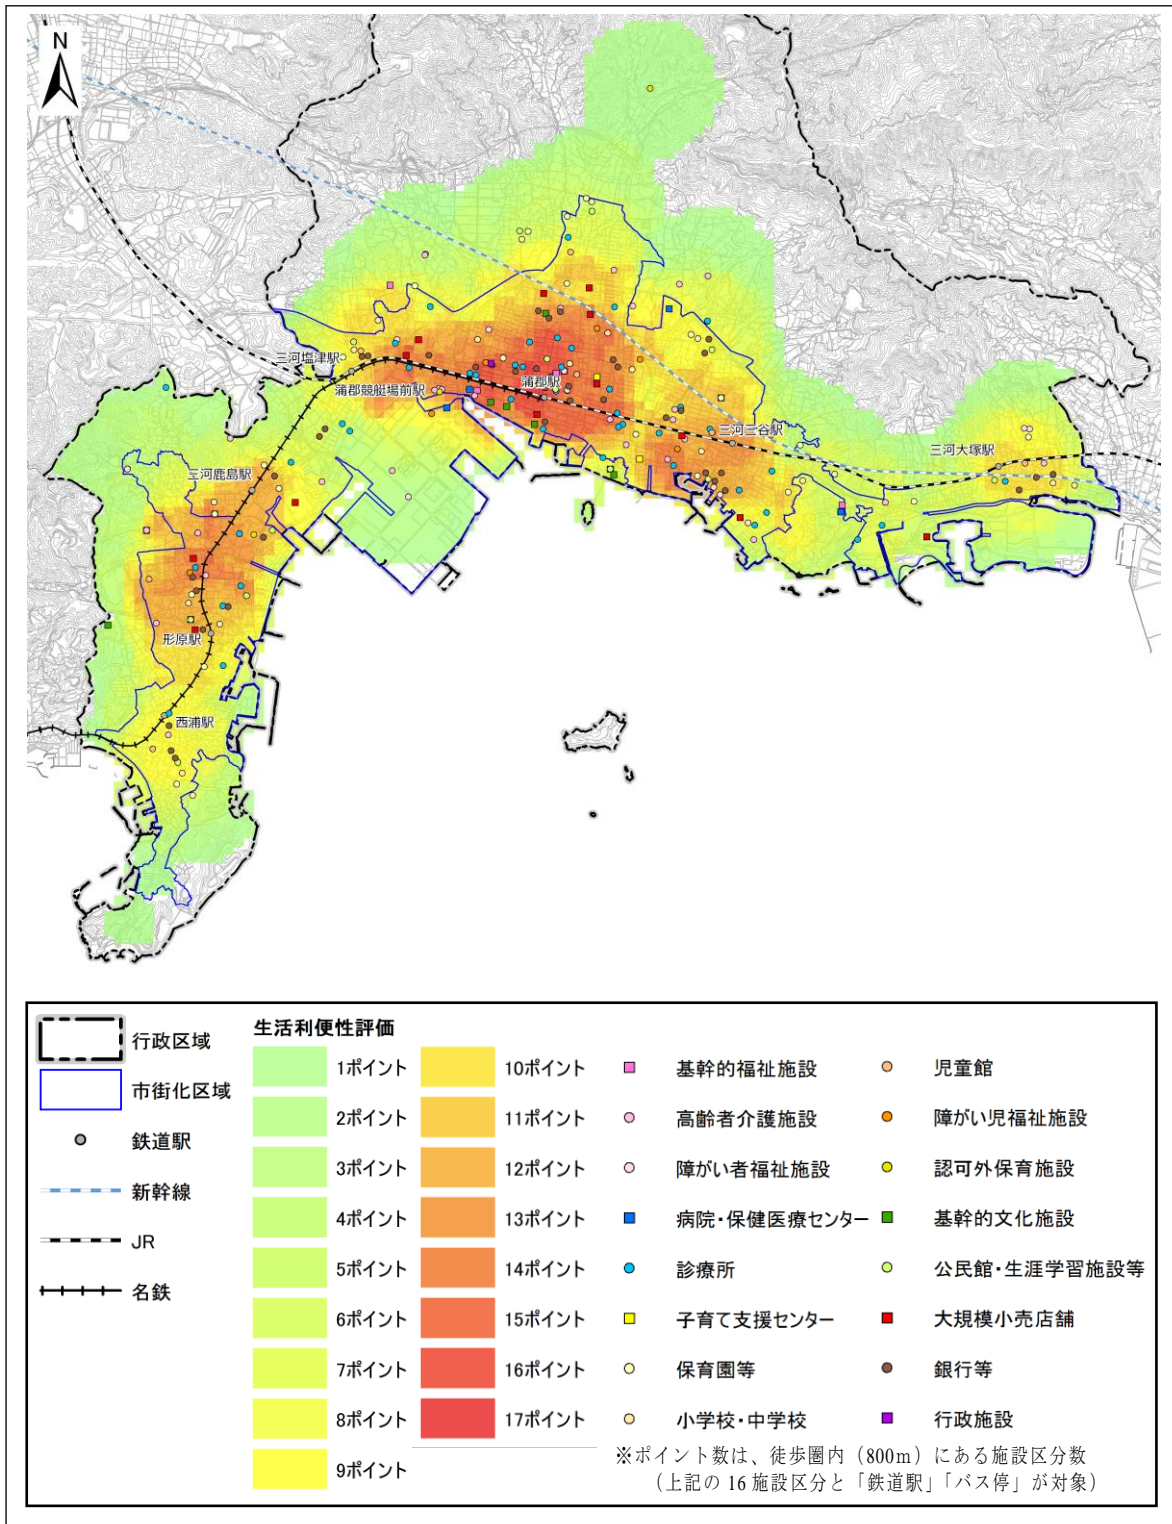 N
三河塩津駅
蒲郡競艇場前駅
蒲郡駅
三河三谷駅
三河大塚駅
三河鹿島駅
形原駅
西浦駅
行政区域
市街化区域
鉄道駅
新幹線
JR
名鉄
生活利便性評価
1ポイント
2ポイント
3ポイント
4ポイント
5ポイント
6ポイント
7ポイント
8ポイント
9ポイント
10ポイント
11ポイント
12ポイント
13ポイント
14ポイント
15ポイント
16ポイント
17ポイント
基幹的福祉施設
高齢者介護施設
障がい者福祉施設
病院・保健医療センター
診療所
子育て支援センター
保育園等
小学校・中学校
児童館
障がい児福祉施設
認可外保育施設
基幹的文化施設
公民館・生涯学習施設等
大規模小売店舗
銀行等
行政施設
※ポイント数は、徒歩圏内（800m）にある施設区分数
（上記の 16 施設区分と「鉄道駅」「バス停」が対象）